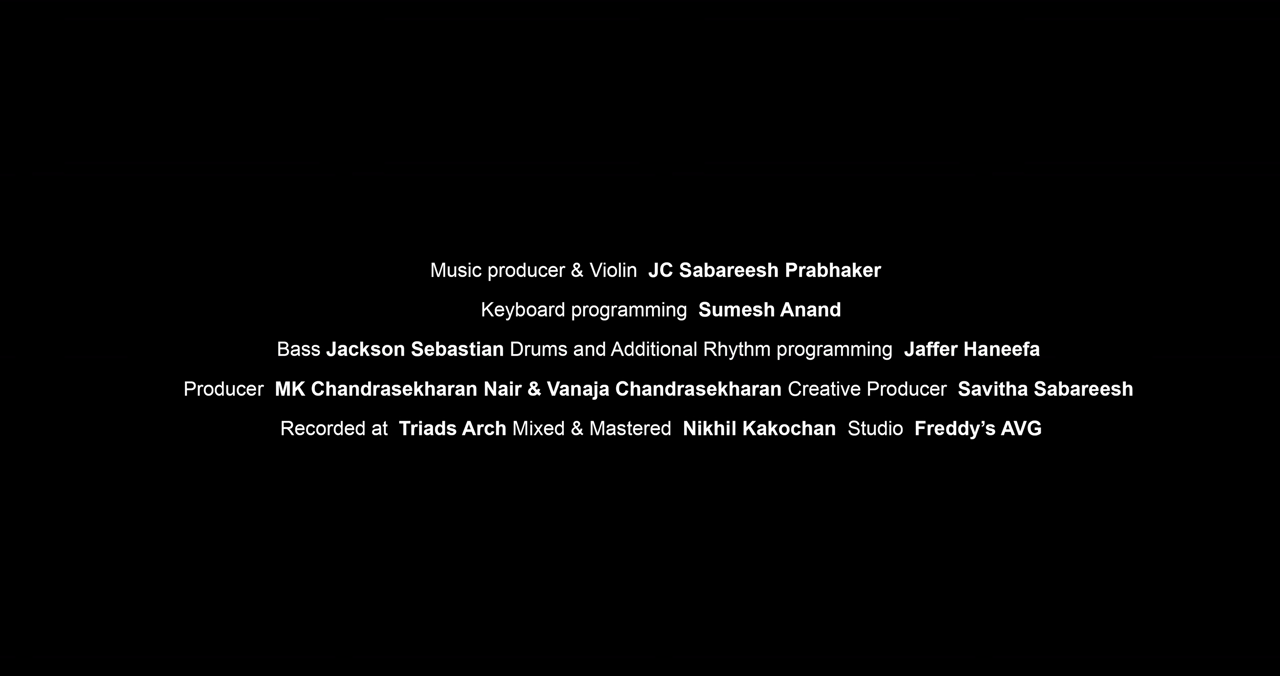 Music producer & Violin JC Sabareesh Prabhaker
Keyboard programming Sumesh Anand
Bass Jackson Sebastian Drums and Additional Rhythm programming Jaffer Haneefa
Producer MK Chandrasekharan Nair & Vanaja Chandrasekharan Creative Producer Savitha Sabareesh
Recorded at Triads Arch Mixed & Mastered Nikhil Kakochan Studio Freddy’s AVG